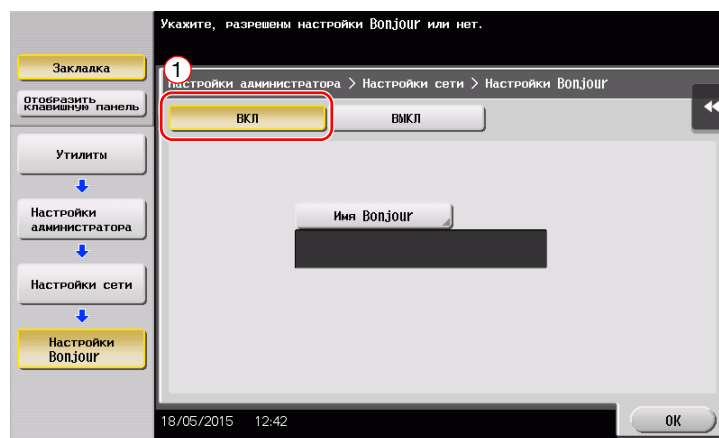 Укажите, разрешены настройки Bonjour или нет.
Закладка
Отобразить
клавишную панель
Утилиты
Настройки
администратора
Настройки сети
Настройки
Bonjour
1
Настройки администратора > Настройки сети > Настройки Bonjour
ВКЛ
ВЫКЛ
Имя Bonjour
18/05/2015 12:42
OK